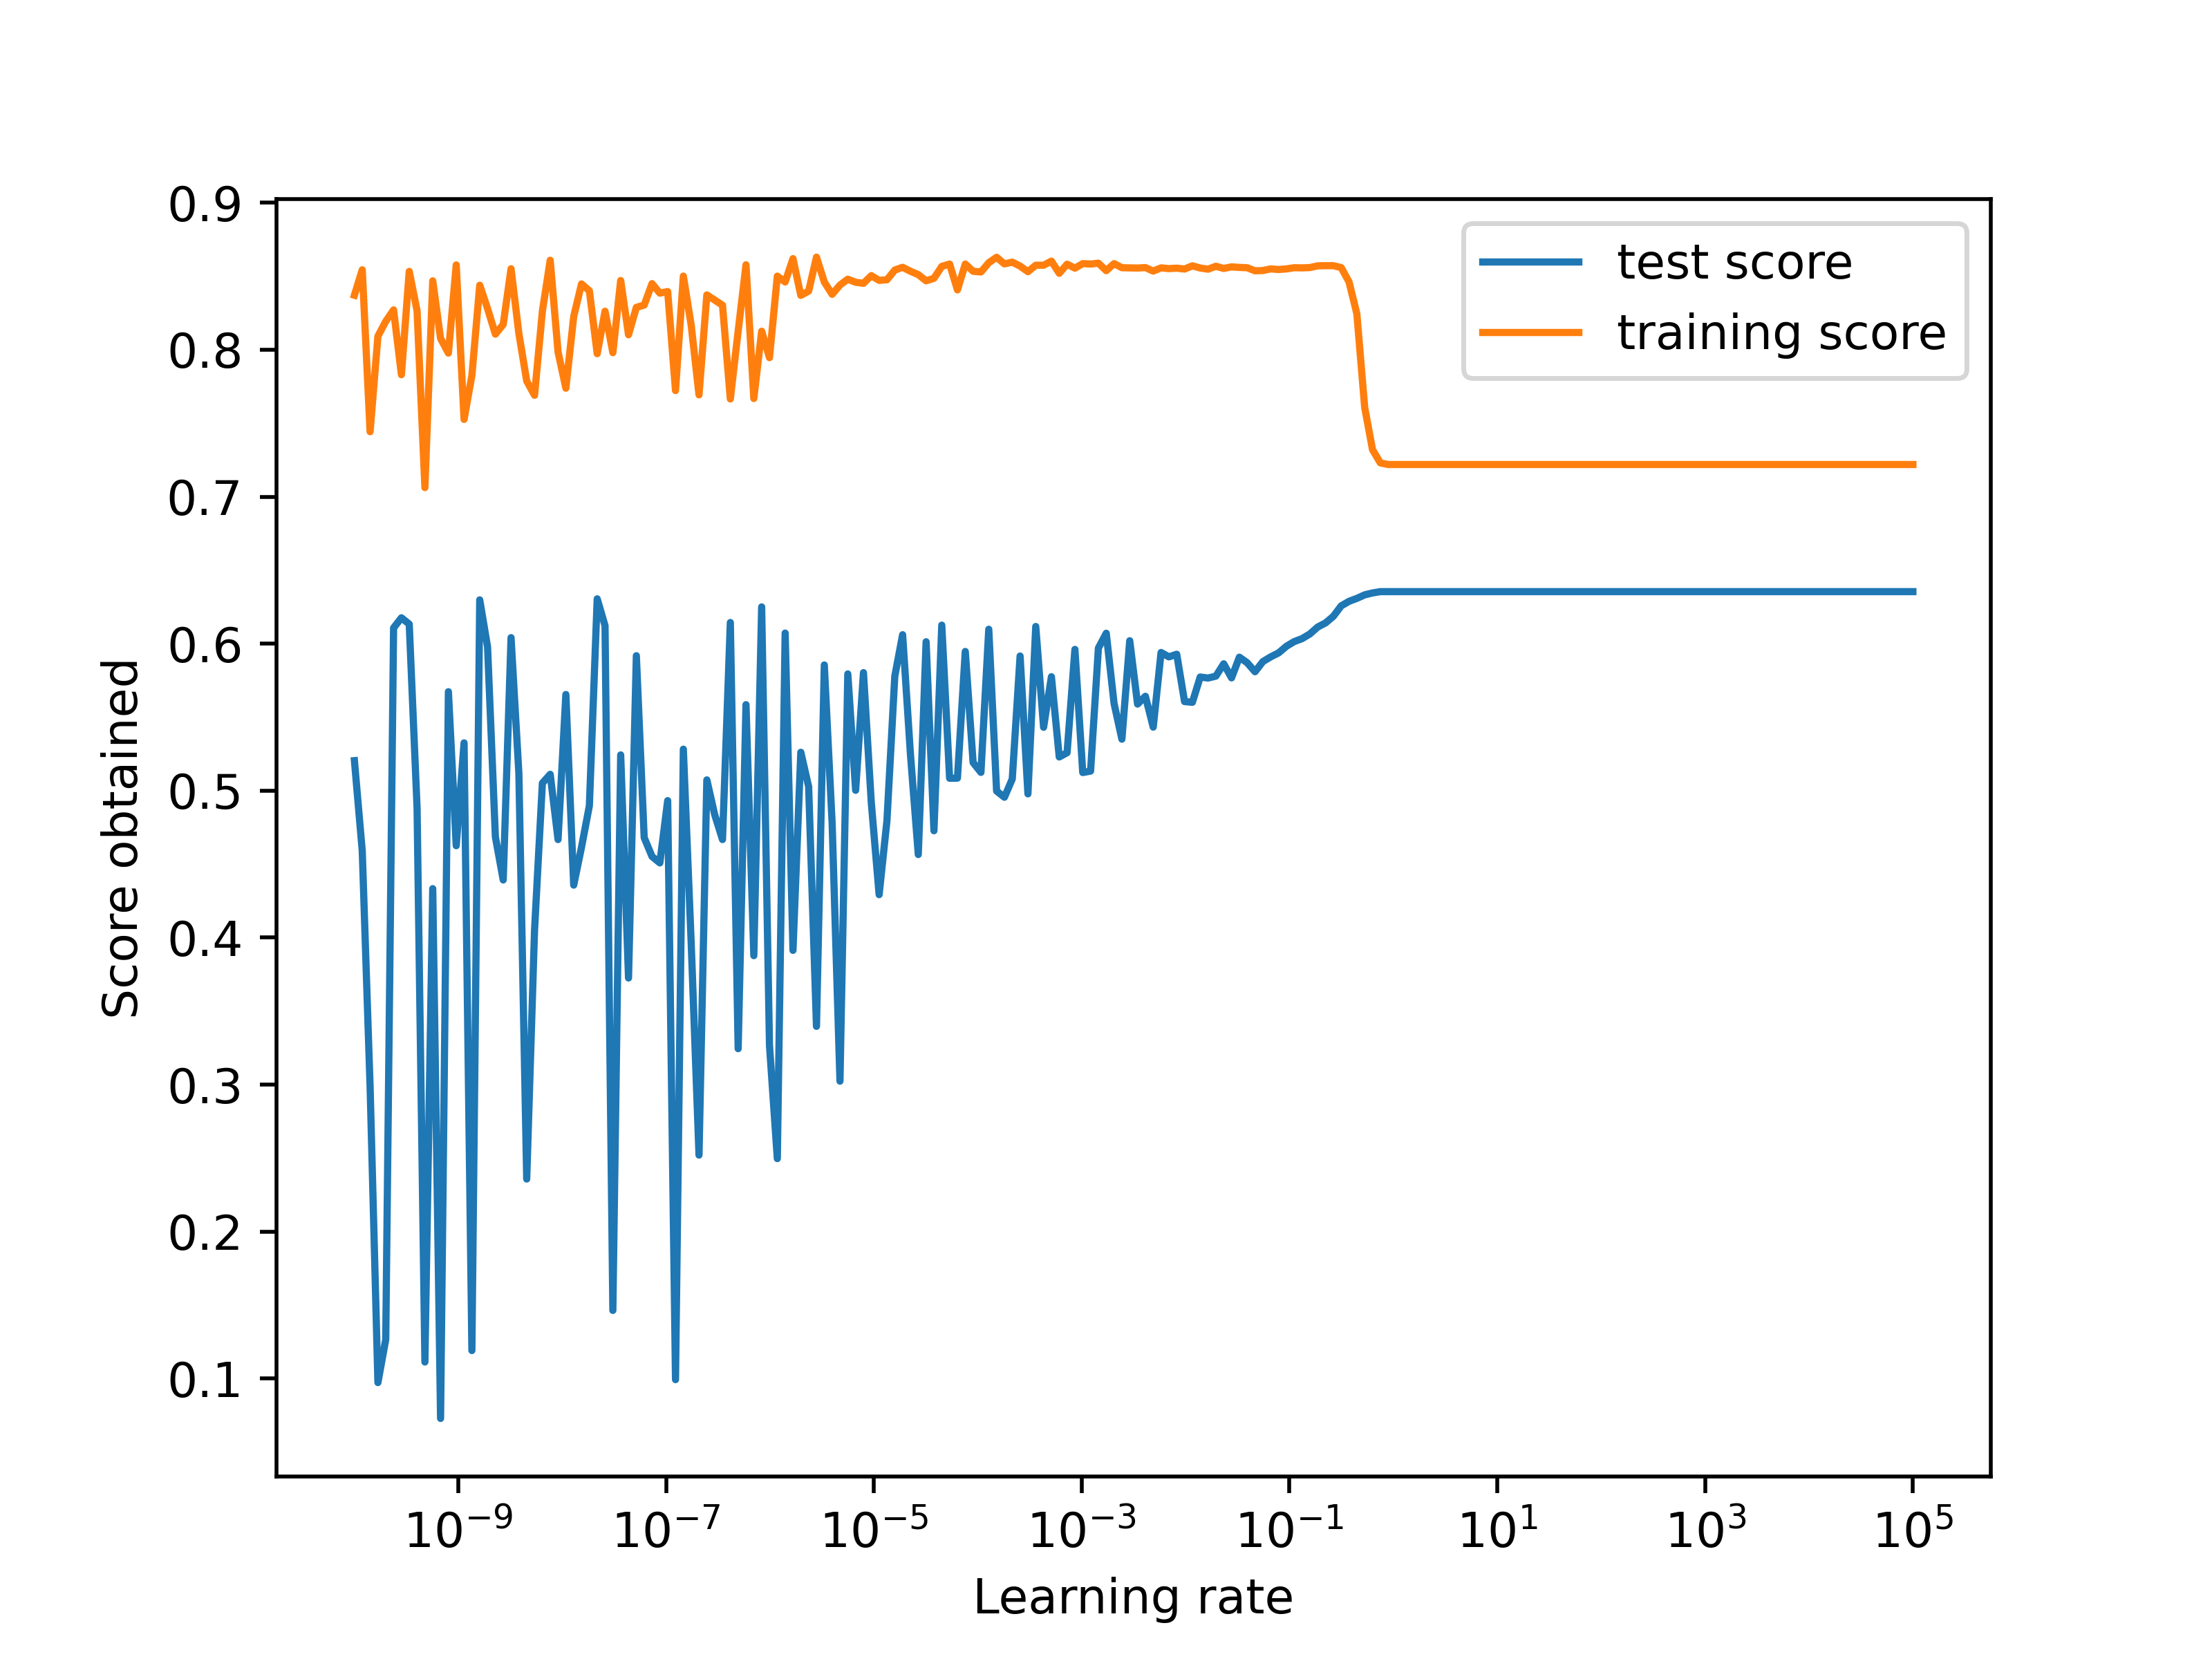 test score
training score
0.9
0.8
0.7
0.6
0.5
0.4
0.3
0.2
0.1
Score obtained
10⁻⁹ 10⁻⁷ 10⁻⁵ 10⁻³ 10⁻¹ 10¹ 10³ 10⁵
Learning rate